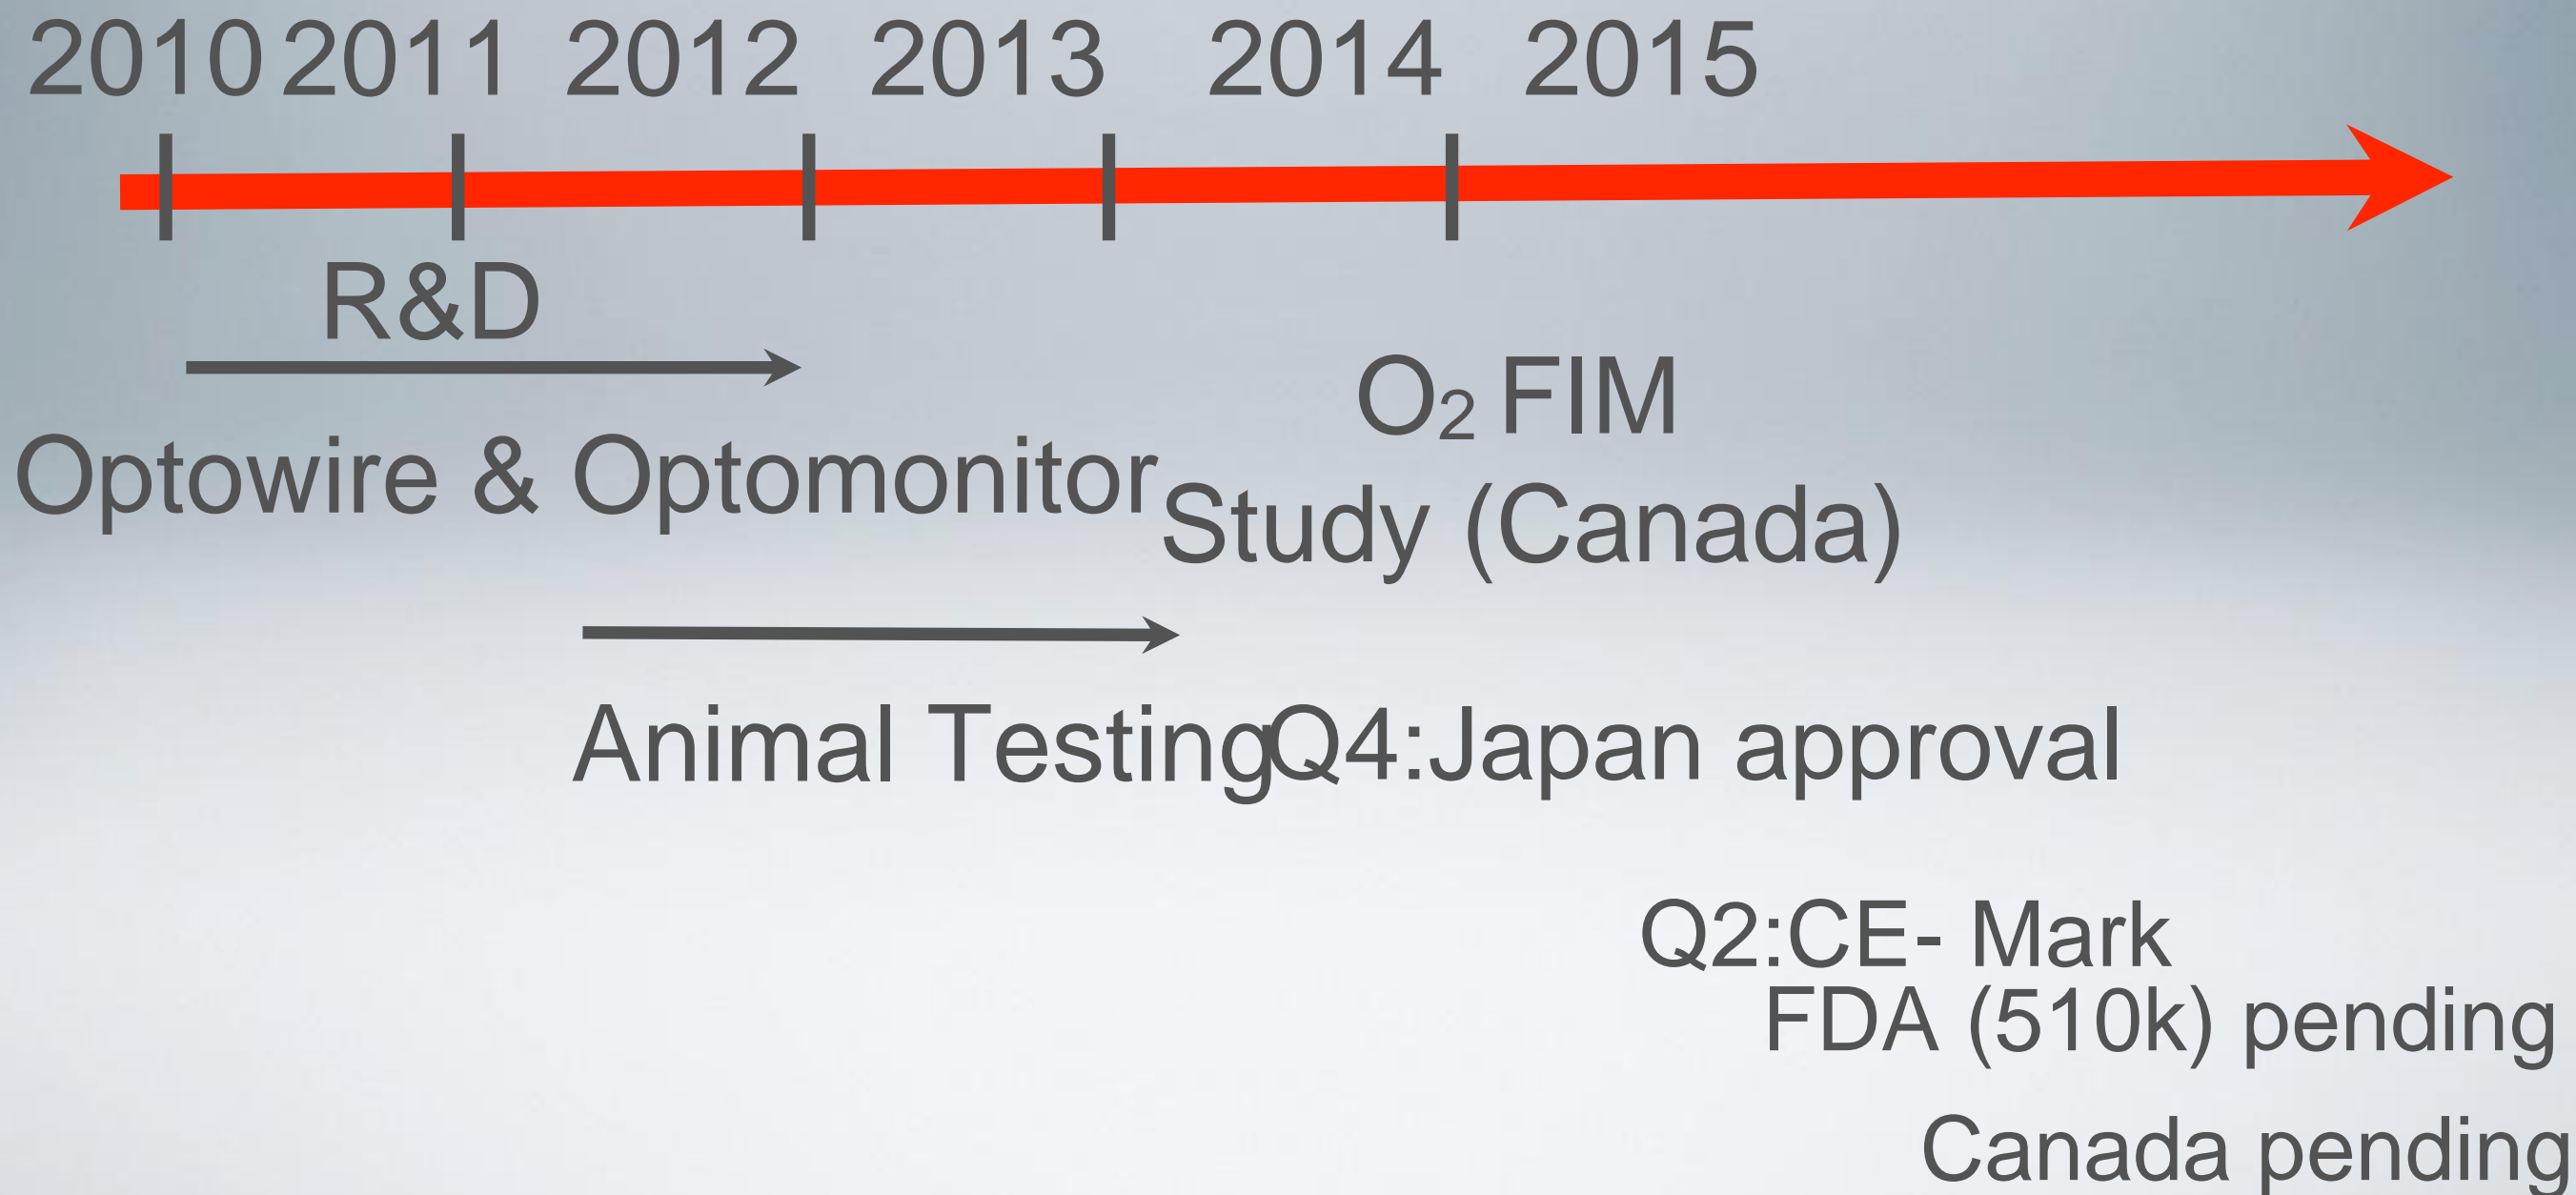 2010 2011 2012 2013 2014 2015
R&D
Optowire & Optomonitor
O₂ FIM
Study (Canada)
Animal Testing
Q4:Japan approval
Q2:CE- Mark
FDA (510k) pending
Canada pending